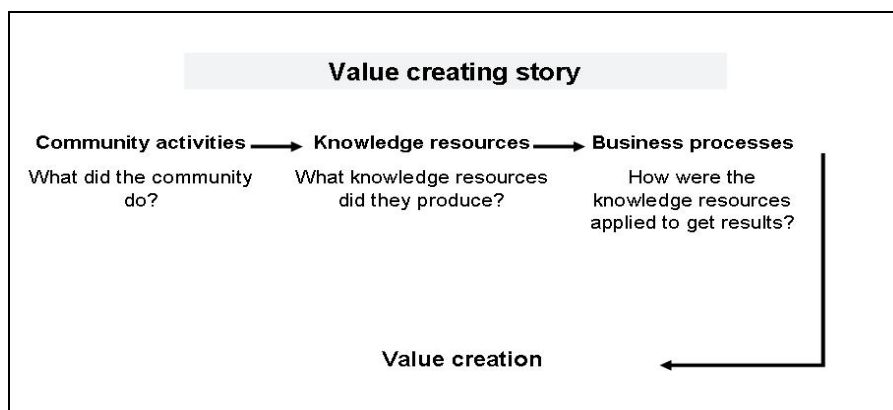 Value creating story
Community activities Knowledge resources Business processes
What did the community
do?
What knowledge resources
did they produce?
How were the
knowledge resources
applied to get results?
Value creation